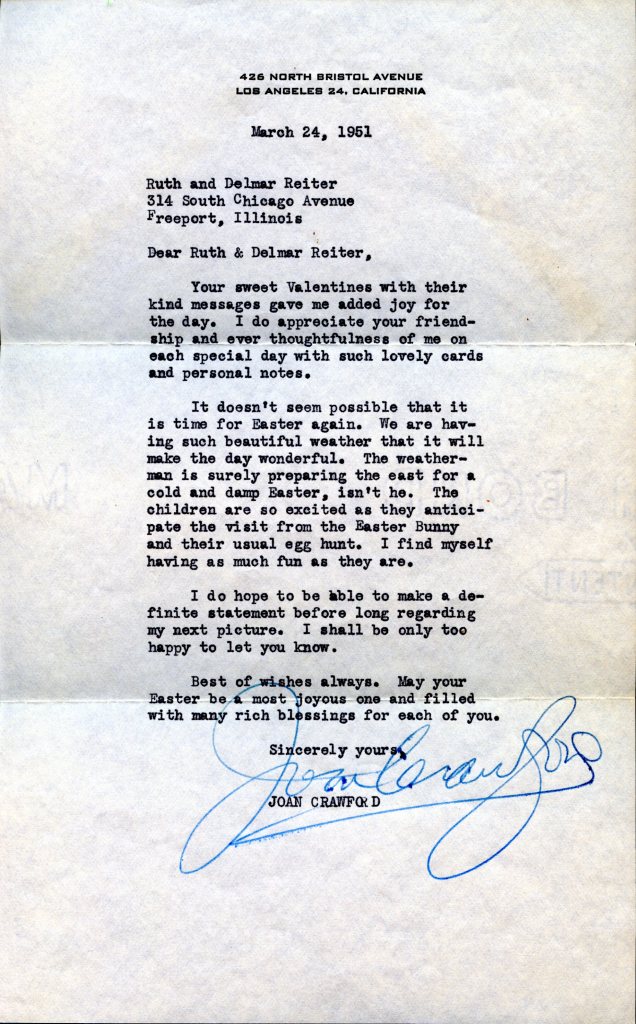 426 NORTH BRISTOL AVENUE
LOS ANGELES 24, CALIFORNIA
March 24, 1951
Ruth and Delmar Reiter
314 South Chicago Avenue
Freeport, Illinois
Dear Ruth & Delmar Reiter,
Your sweet Valentines with their
kind messages gave me added joy for
the day. I do appreciate your friend-
ship and ever thoughtfulness of me on
each special day with such lovely cards
and personal notes.
It doesn't seem possible that it
is time for Easter again. We are hav-
ing such beautiful weather that it will
make the day wonderful. The weather-
man is surely preparing the east for a
cold and damp Easter, isn't he. The
children are so excited as they antici-
pate the visit from the Easter Bunny
and their usual egg hunt. I find myself
having as much fun as they are.
I do hope to be able to make a de-
finite statement before long regarding
my next picture. I shall be only too
happy to let you know.
Best of wishes always. May your
Easter be a most joyous one and filled
with many rich blessings for each of you.
Sincerely yours,
Joan Crawford
JOAN CRAWFORD